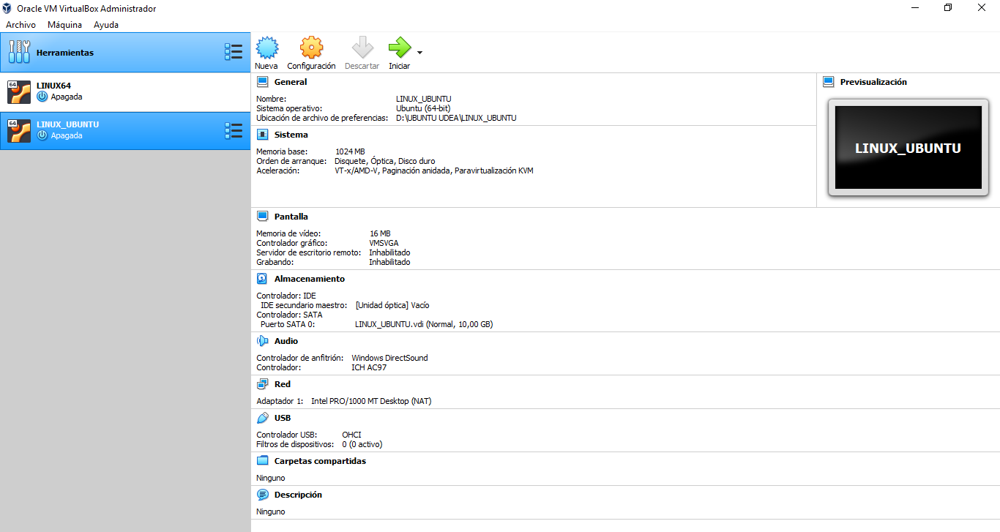 Oracle VM VirtualBox Administrador
Archivo Máquina Ayuda
Herramientas
64
LINUX64
Apagada
64
LINUX_UBUNTU
Apagada
Nueva Configuración Descartar Iniciar
General
Nombre: LINUX_UBUNTU
Sistema operativo: Ubuntu (64-bit)
Ubicación de archivo de preferencias: D:\UBUNTU UDEA\LINUX_UBUNTU
Sistema
Memoria base: 1024 MB
Orden de arranque: Disquete, Óptica, Disco duro
Aceleración: VT-x/AMD-V, Paginación anidada, Paravirtualización KVM
Previsualización
LINUX_UBUNTU
Pantalla
Memoria de vídeo: 16 MB
Controlador gráfico: VMSVGA
Servidor de escritorio remoto: Inhabilitado
Grabando: Inhabilitado
Almacenamiento
Controlador: IDE
IDE secundario maestro: [Unidad óptica] Vacío
Controlador: SATA
Puerto SATA 0: LINUX_UBUNTU.vdi (Normal, 10,00 GB)
Audio
Controlador de anfitrión: Windows DirectSound
Controlador: ICH AC97
Red
Adaptador 1: Intel PRO/1000 MT Desktop (NAT)
USB
Controlador USB: OHCI
Filtros de dispositivos: 0 (0 activo)
Carpetas compartidas
Ninguno
Descripción
Ninguno